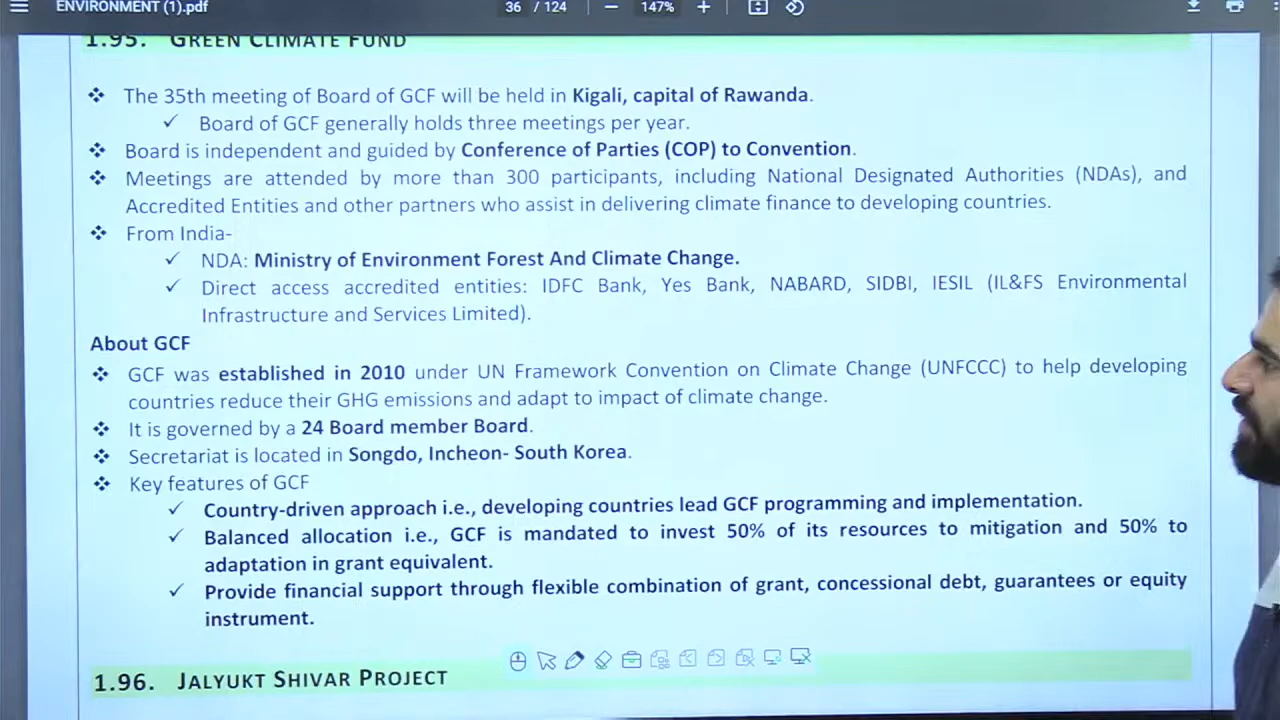 ENVIRONMENT (1).pdf
36 / 124
147%
1.95. GREEN CLIMATE FUND
❖ The 35th meeting of Board of GCF will be held in Kigali, capital of Rawanda.
✓ Board of GCF generally holds three meetings per year.
❖ Board is independent and guided by Conference of Parties (COP) to Convention.
❖ Meetings are attended by more than 300 participants, including National Designated Authorities (NDAs), and
Accredited Entities and other partners who assist in delivering climate finance to developing countries.
❖ From India-
✓ NDA: Ministry of Environment Forest And Climate Change.
✓ Direct access accredited entities: IDFC Bank, Yes Bank, NABARD, SIDBI, IESIL (IL&FS Environmental
Infrastructure and Services Limited).
About GCF
❖ GCF was established in 2010 under UN Framework Convention on Climate Change (UNFCCC) to help developing
countries reduce their GHG emissions and adapt to impact of climate change.
❖ It is governed by a 24 Board member Board.
❖ Secretariat is located in Songdo, Incheon- South Korea.
❖ Key features of GCF
✓ Country-driven approach i.e., developing countries lead GCF programming and implementation.
✓ Balanced allocation i.e., GCF is mandated to invest 50% of its resources to mitigation and 50% to
adaptation in grant equivalent.
✓ Provide financial support through flexible combination of grant, concessional debt, guarantees or equity
instrument.
1.96. JALYUKT SHIVAR PROJECT